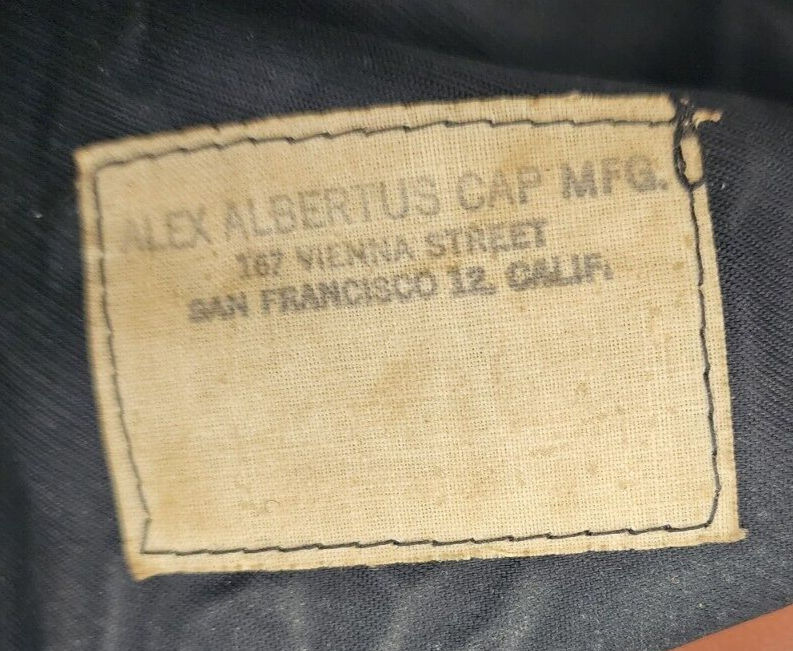 ALEX ALBERTUS CAP MFG.
167 VIENNA STREET
SAN FRANCISCO 12, CALIF.